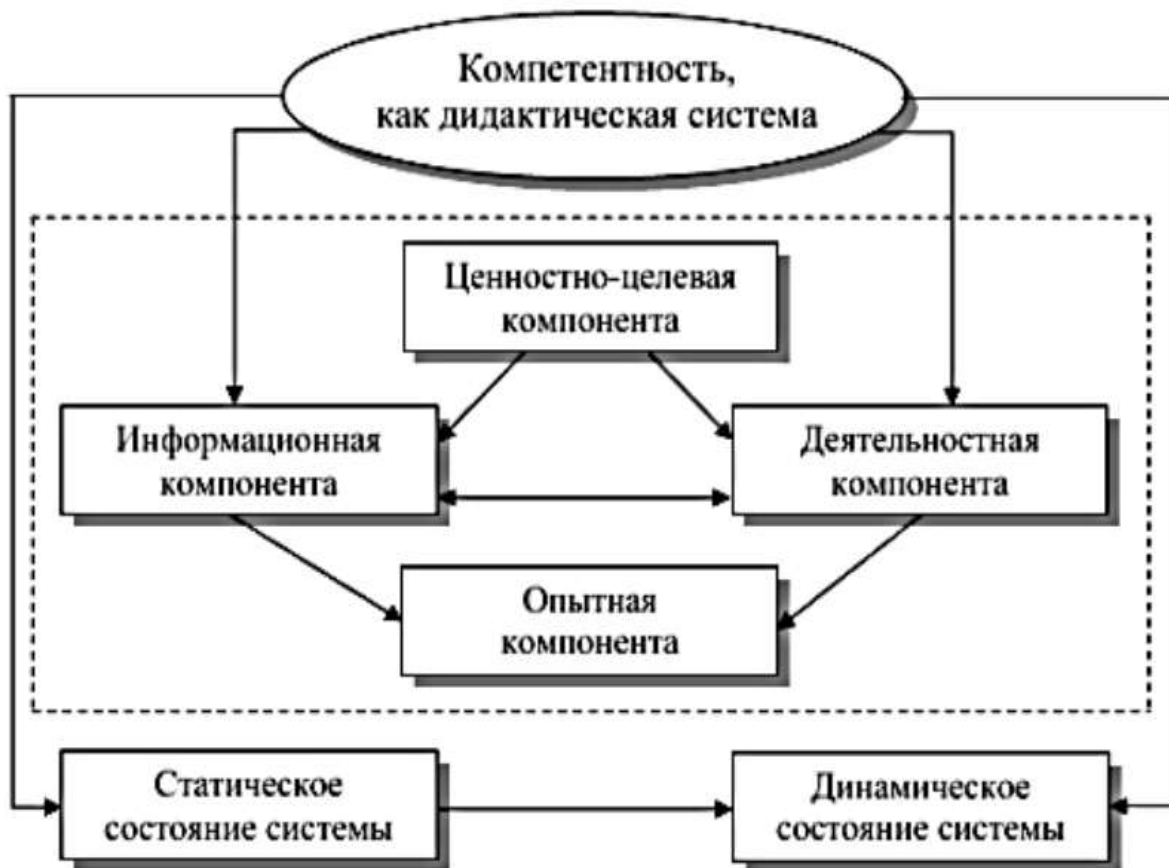 Компетентность,
как дидактическая система
Ценностно-целевая
компонента
Информационная
компонента
Деятельностная
компонента
Опытная
компонента
Статическое
состояние системы
Динамическое
состояние системы